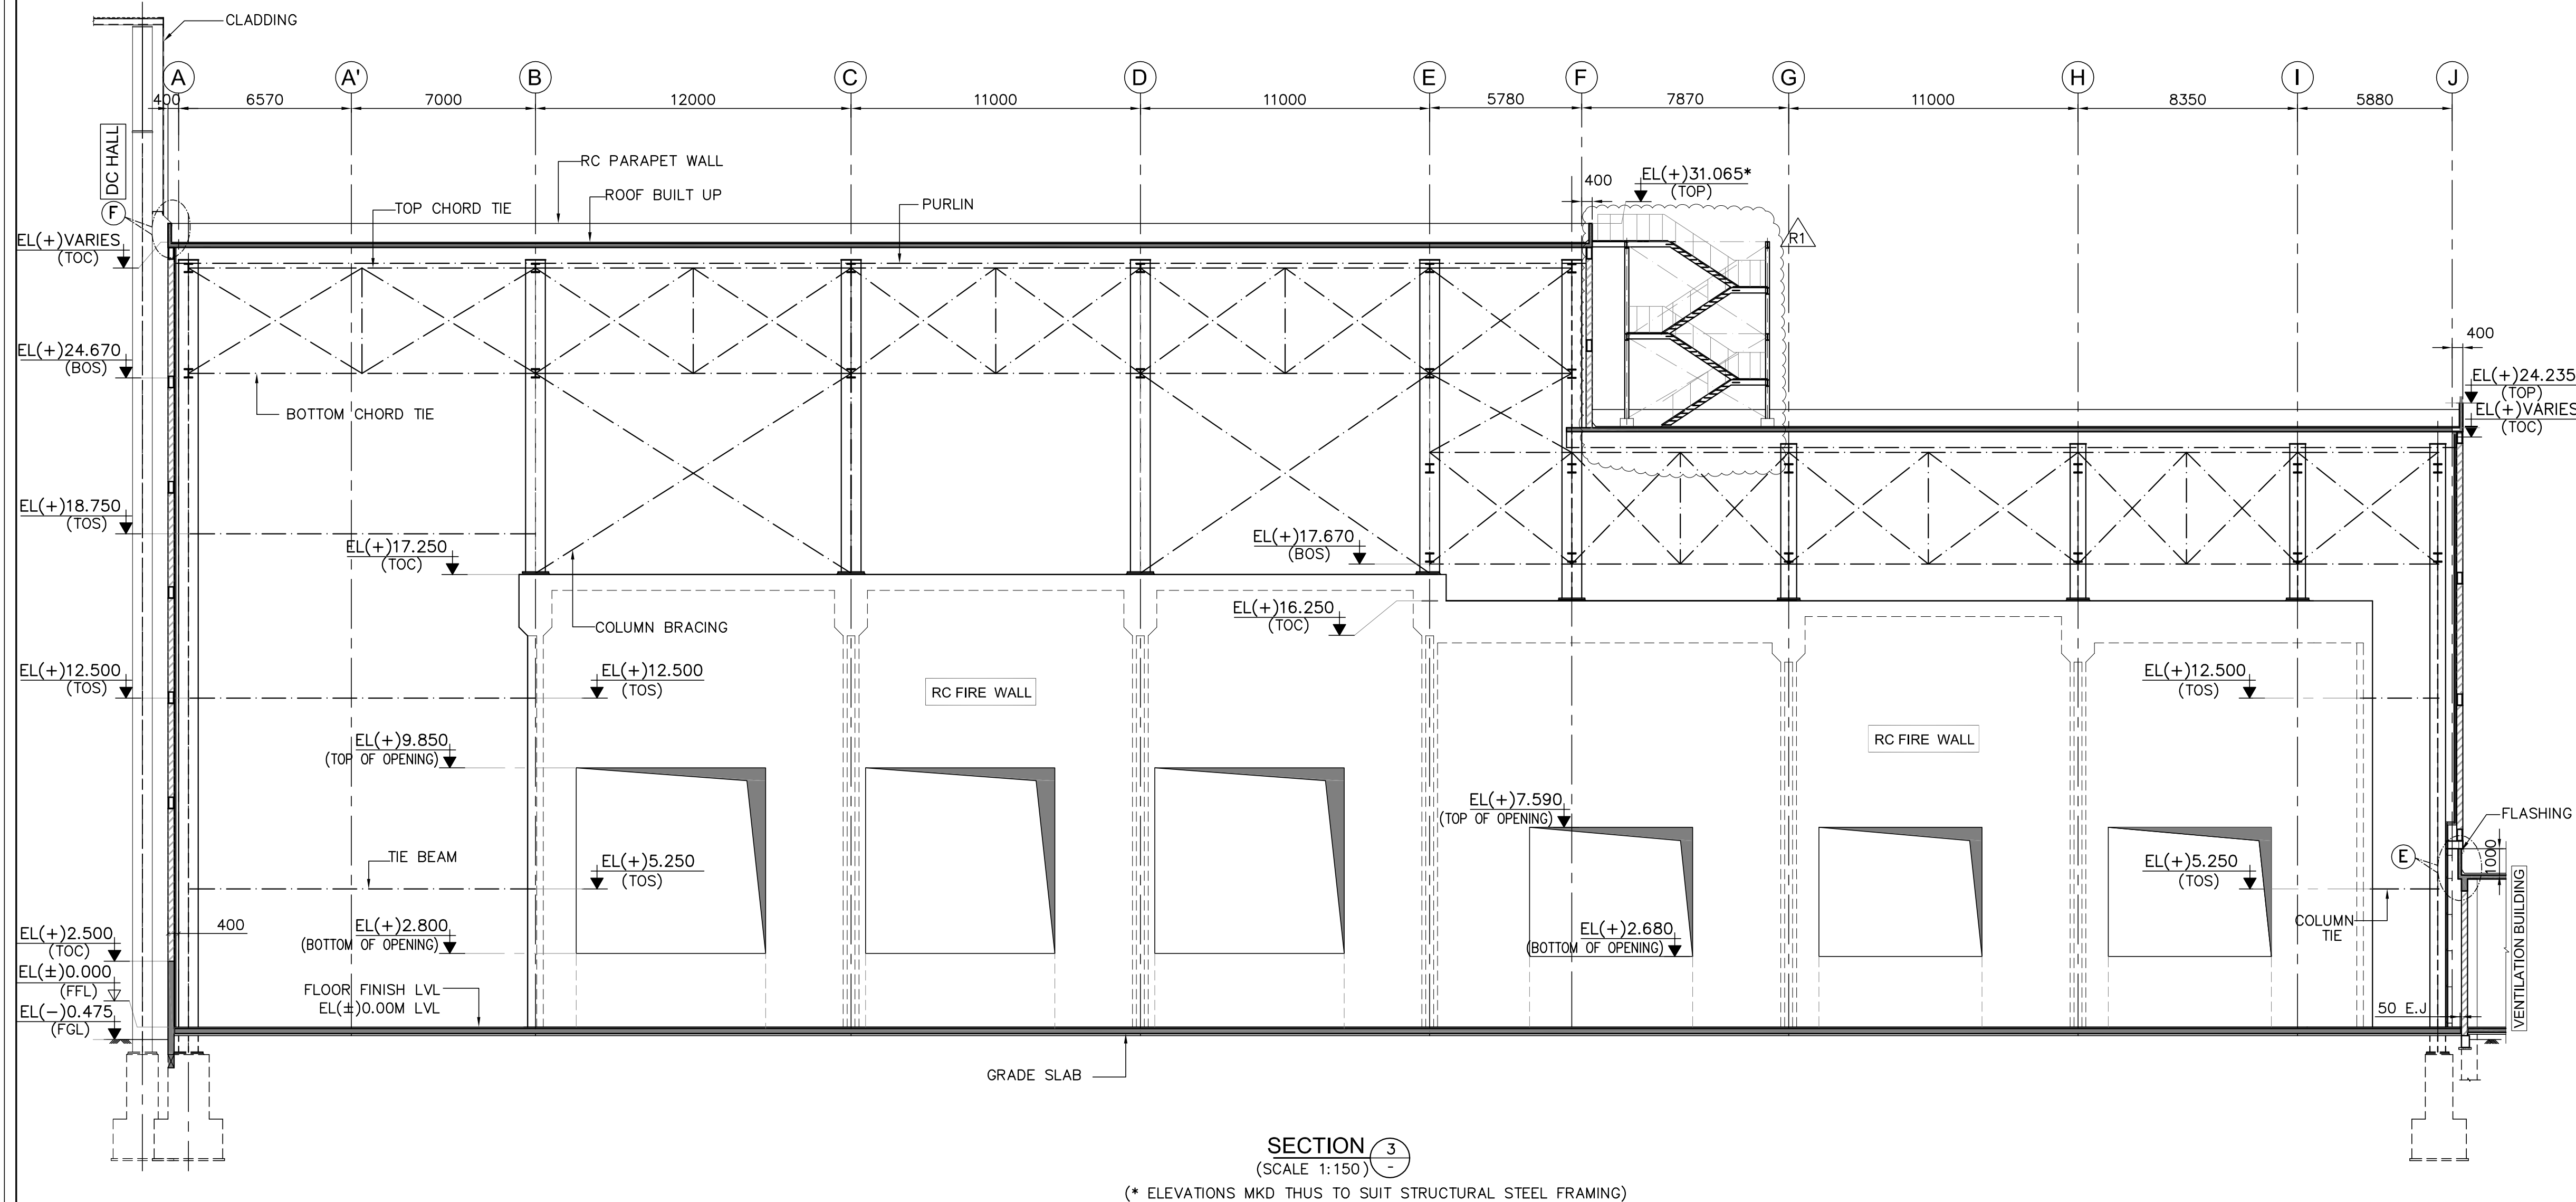 CLADDING
A
A'
B
C
D
E
F
G
H
I
J
400
6570
7000
12000
11000
11000
5780
7870
11000
8350
5880
DC HALL
RC PARAPET WALL
ROOF BUILT UP
TOP CHORD TIE
PURLIN
400
EL(+)31.065*
(TOP)
R1
F
EL(+)VARIES
(TOC)
EL(+)24.670
(BOS)
BOTTOM CHORD TIE
400
EL(+)24.235
(TOP)
EL(+)VARIES
(TOC)
EL(+)18.750
(TOS)
EL(+)17.250
(TOC)
EL(+)17.670
(BOS)
EL(+)16.250
(TOC)
COLUMN BRACING
EL(+)12.500
(TOS)
EL(+)12.500
(TOS)
RC FIRE WALL
EL(+)12.500
(TOS)
RC FIRE WALL
EL(+)9.850
(TOP OF OPENING)
EL(+)7.590
(TOP OF OPENING)
FLASHING
1000
E
TIE BEAM
EL(+)5.250
(TOS)
EL(+)5.250
(TOS)
COLUMN
TIE
VENTILATION BUILDING
400
EL(+)2.800
(BOTTOM OF OPENING)
EL(+)2.680
(BOTTOM OF OPENING)
EL(+)2.500
(TOC)
EL(±)0.000
(FFL)
EL(-)0.475
(FGL)
FLOOR FINISH LVL
EL(±)0.00M LVL
50 E.J
GRADE SLAB
SECTION 3
(SCALE 1:150) -
(* ELEVATIONS MKD THUS TO SUIT STRUCTURAL STEEL FRAMING)